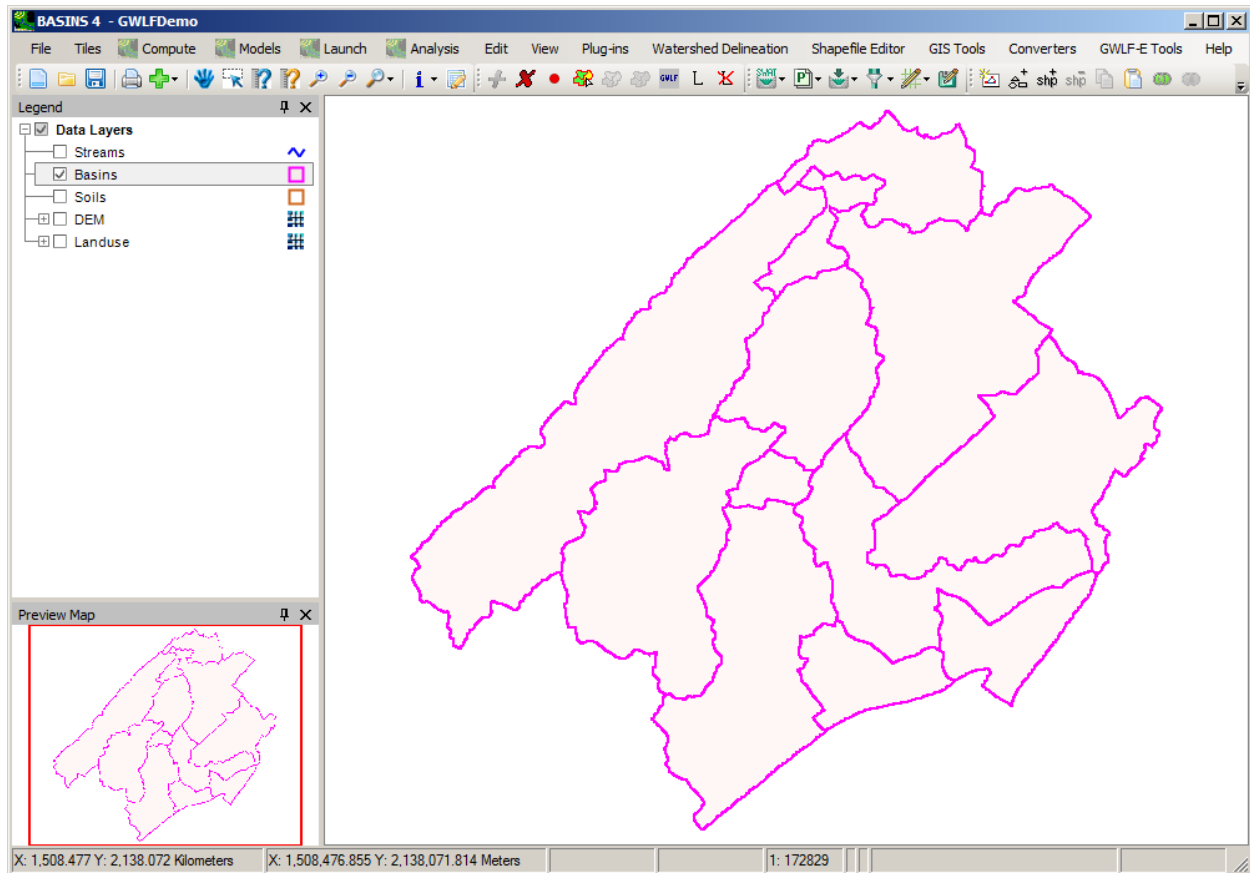 BASINS 4 - GWLFDemo
File Tiles Compute Models Launch Analysis Edit View Plug-ins Watershed Delineation Shapefile Editor GIS Tools Converters GWLF-E Tools Help
GWLF L SWAT P shp shp
Legend
Data Layers
Streams
Basins
Soils
DEM
Landuse
Preview Map
X: 1,508.477 Y: 2,138.072 Kilometers X: 1,508,476.855 Y: 2,138,071.814 Meters 1: 172829